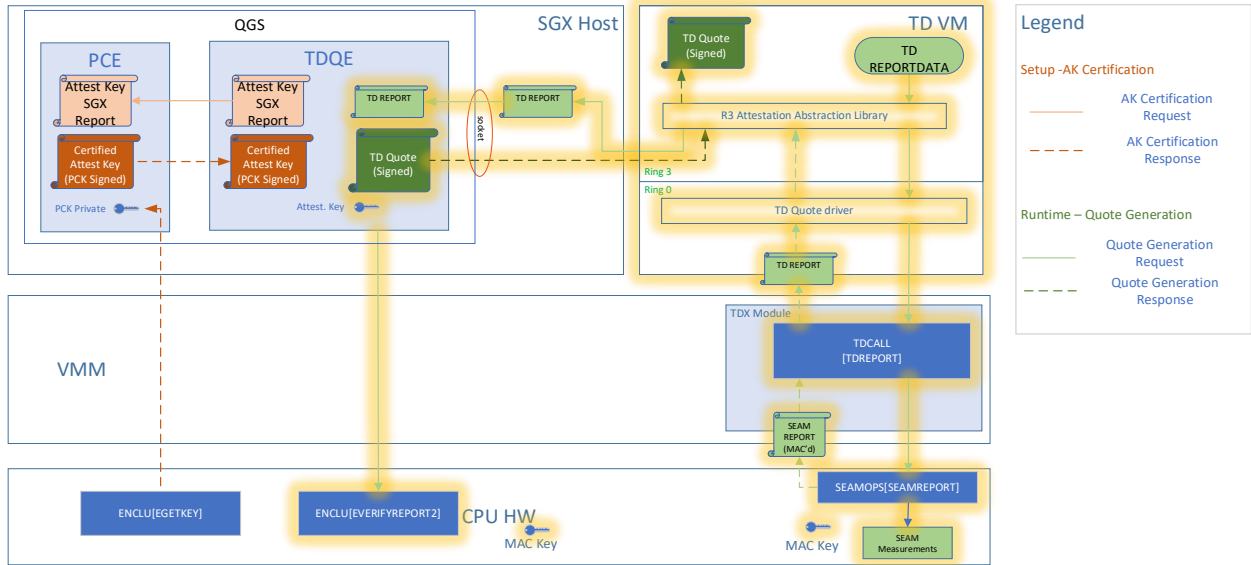 QGS
SGX Host
TD VM
Legend
PCE
TDQE
Attest Key
SGX
Report
Attest Key
SGX
Report
Certified
Attest Key
(PCK Signed)
Certified
Attest Key
(PCK Signed)
PCK Private
Attest. Key
TD REPORT
TD REPORT
TD Quote
(Signed)
socket
TD Quote
(Signed)
TD
REPORTDATA
R3 Attestation Abstraction Library
Ring 3
Ring 0
TD Quote driver
TD REPORT
Setup -AK Certification
AK Certification
Request
AK Certification
Response
Runtime – Quote Generation
Quote Generation
Request
Quote Generation
Response
VMM
TDX Module
TDCALL
[TDREPORT]
SEAM
REPORT
(MAC'd)
ENCLU[EGETKEY]
ENCLU[EVERIFYREPORT2]
CPU HW
MAC Key
MAC Key
SEAMOPS[SEAMREPORT]
SEAM
Measurements